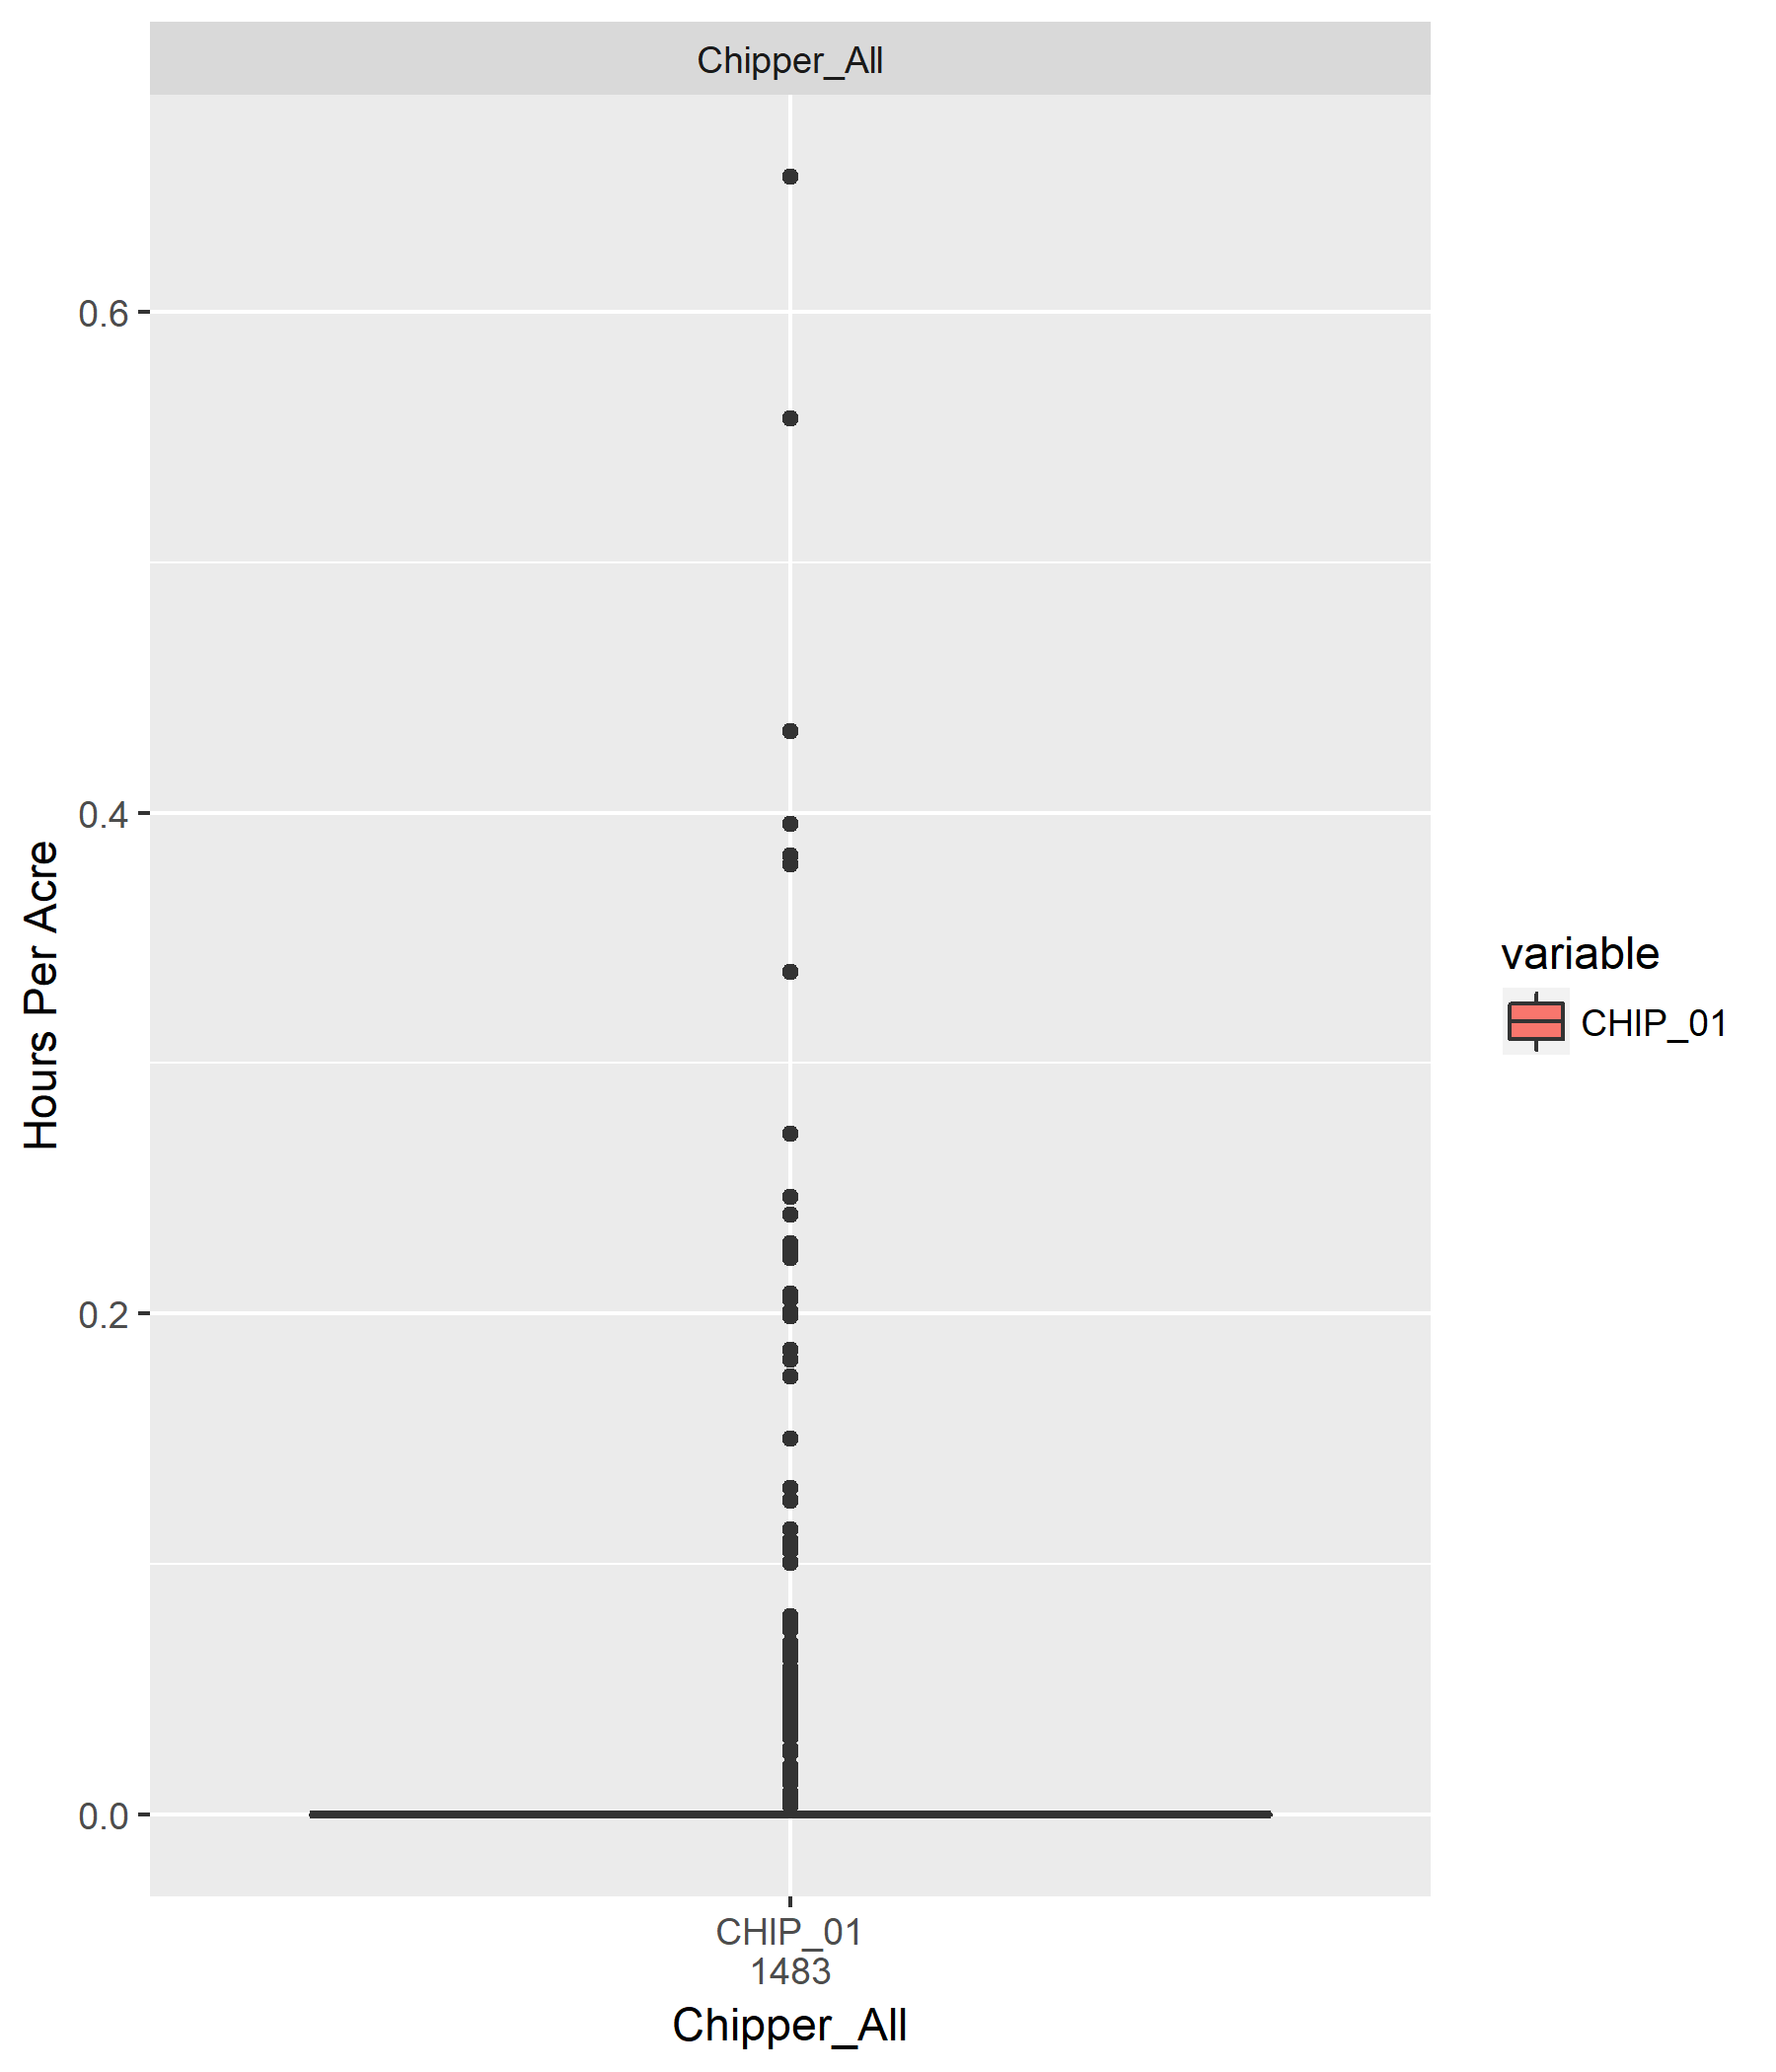 Chipper_All
0.6
0.4
0.2
0.0
Hours Per Acre
CHIP_01
1483
Chipper_All
variable
CHIP_01